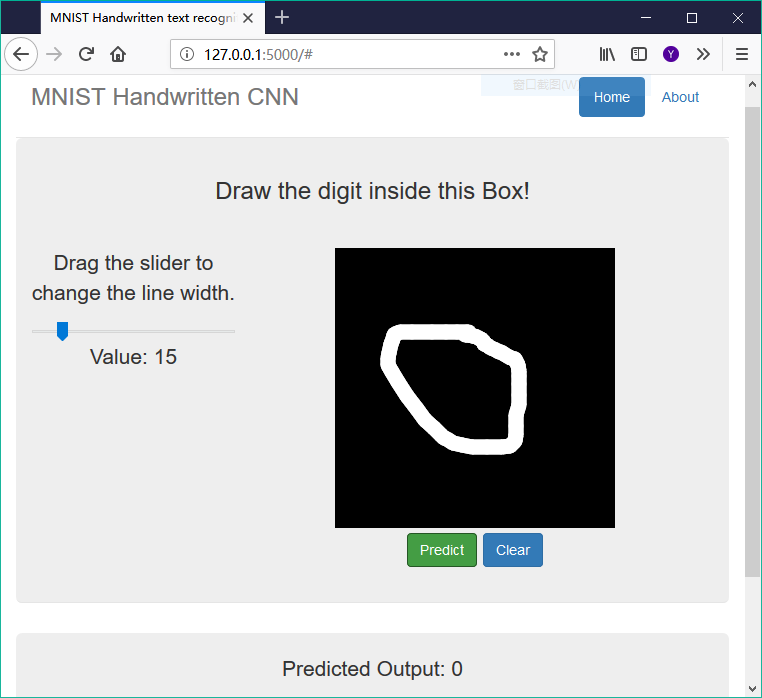 MNIST Handwritten text recogni
127.0.0.1:5000/#
Y
MNIST Handwritten CNN
窗口截图(W)
Home
About
Draw the digit inside this Box!
Drag the slider to
change the line width.
Value: 15
Predict
Clear
Predicted Output: 0